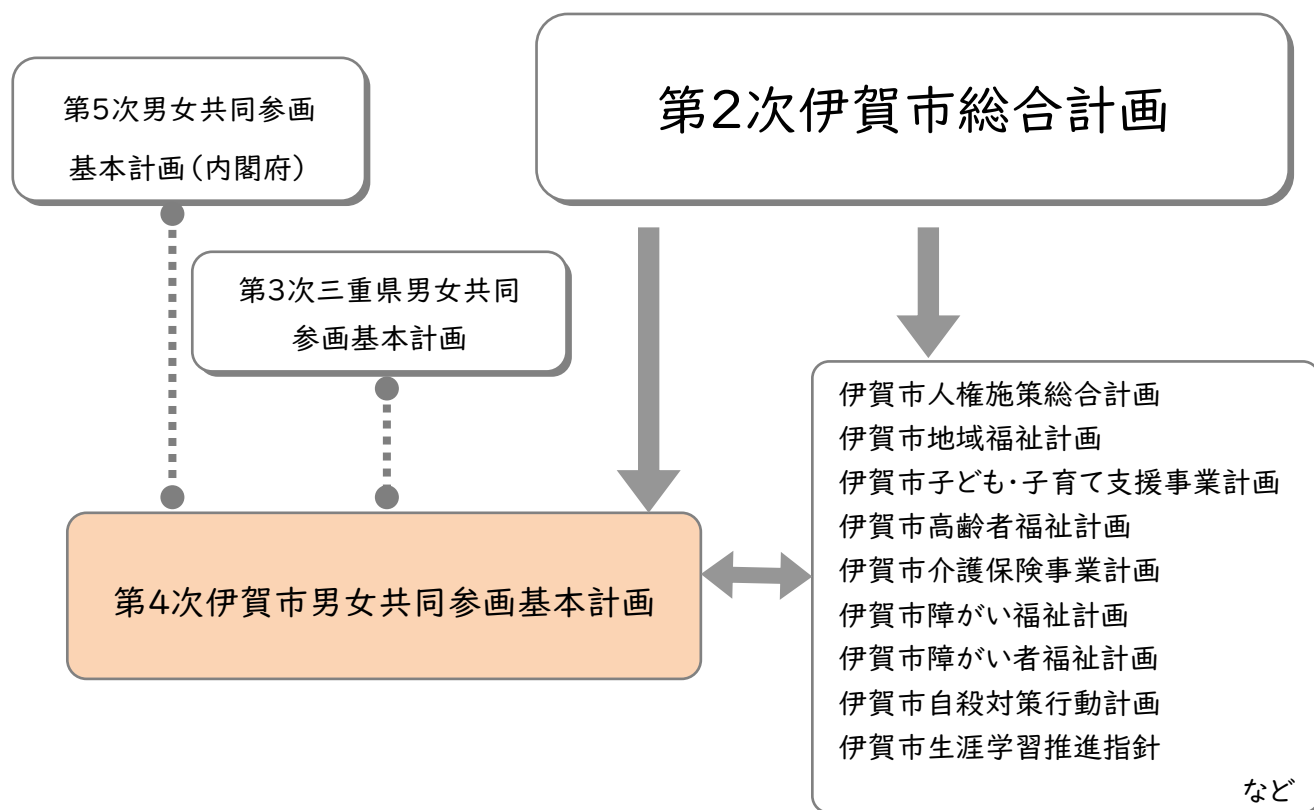 第5次男女共同参画
基本計画（内閣府）
第2次伊賀市総合計画
第3次三重県男女共同
参画基本計画
第4次伊賀市男女共同参画基本計画
伊賀市人権施策総合計画
伊賀市地域福祉計画
伊賀市子ども・子育て支援事業計画
伊賀市高齢者福祉計画
伊賀市介護保険事業計画
伊賀市障がい福祉計画
伊賀市障がい者福祉計画
伊賀市自殺対策行動計画
伊賀市生涯学習推進指針
など